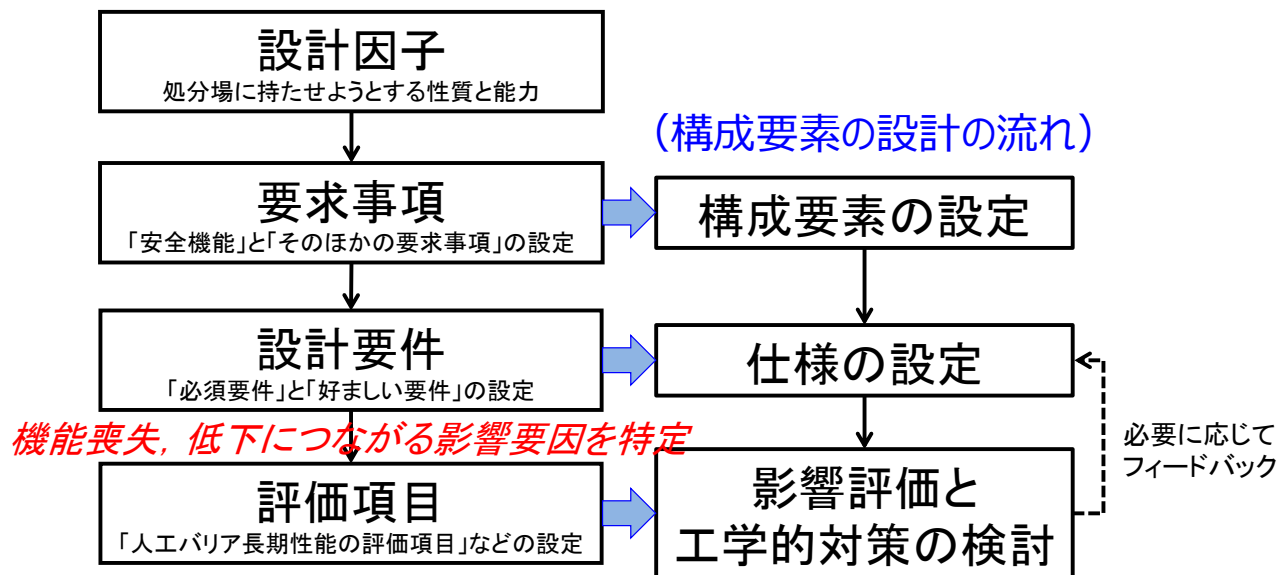 設計因子
処分場に持たせようとする性質と能力
(構成要素の設計の流れ)
要求事項
「安全機能」と「そのほかの要求事項」の設定
構成要素の設定
設計要件
「必須要件」と「好ましい要件」の設定
仕様の設定
機能喪失, 低下につながる影響要因を特定
必要に応じて
フィードバック
評価項目
「人工バリア長期性能の評価項目」などの設定
影響評価と
工学的対策の検討